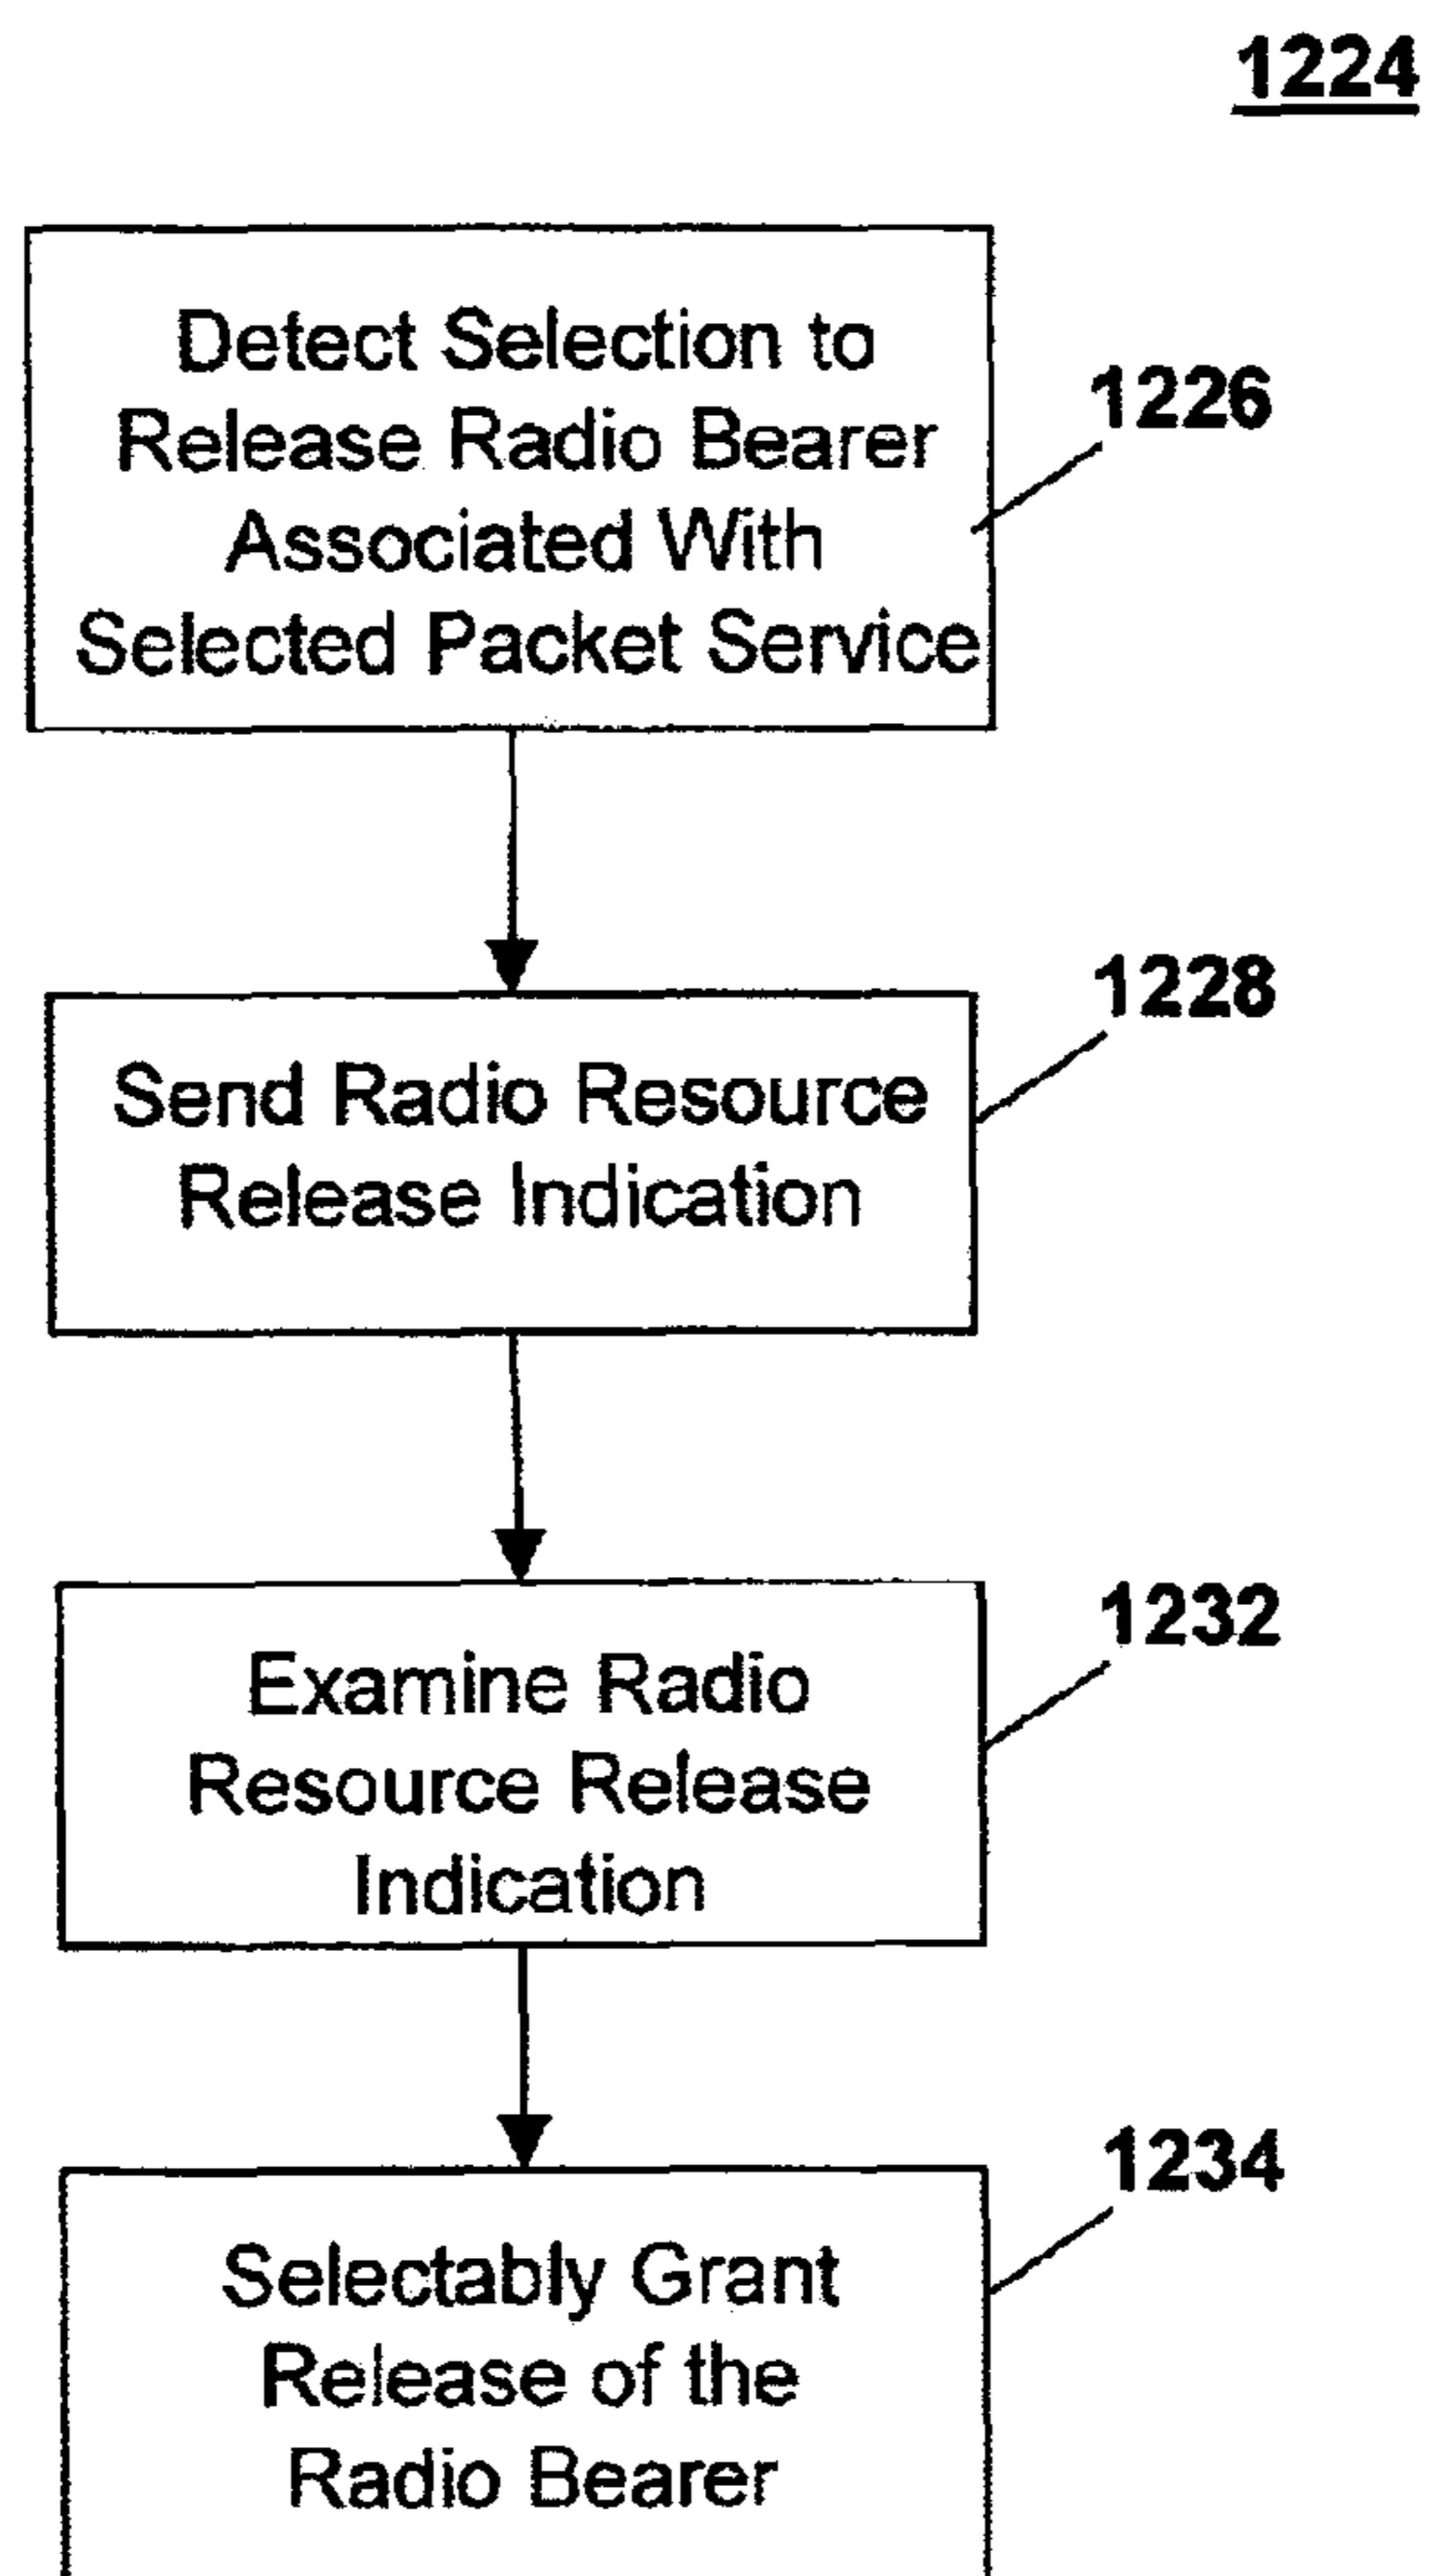 1224
Detect Selection to
Release Radio Bearer
Associated With
Selected Packet Service
1226
Send Radio Resource
Release Indication
1228
Examine Radio
Resource Release
Indication
1232
Selectably Grant
Release of the
Radio Bearer
1234